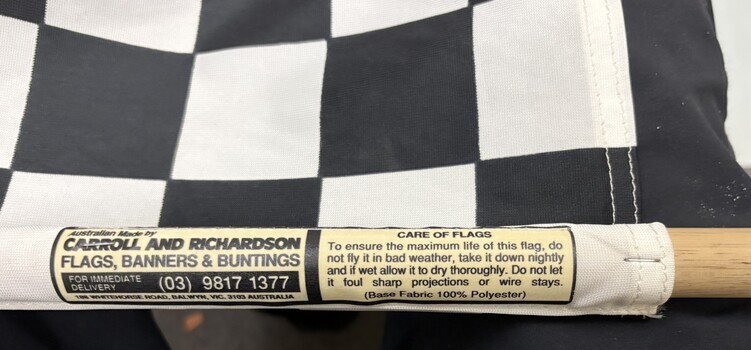 Australian Made by
CARROLL AND RICHARDSON
FLAGS, BANNERS & BUNTINGS
FOR IMMEDIATE
DELIVERY
(03) 9817 1377
WHITEHORSE ROAD, BALWYN, VIC. 3103 AUSTRALIA
CARE OF FLAGS
To ensure the maximum life of this flag, do
not fly it in bad weather, take it down nightly
and if wet allow it to dry thoroughly. Do not let
it foul sharp projections or wire stays.
(Base Fabric 100% Polyester)